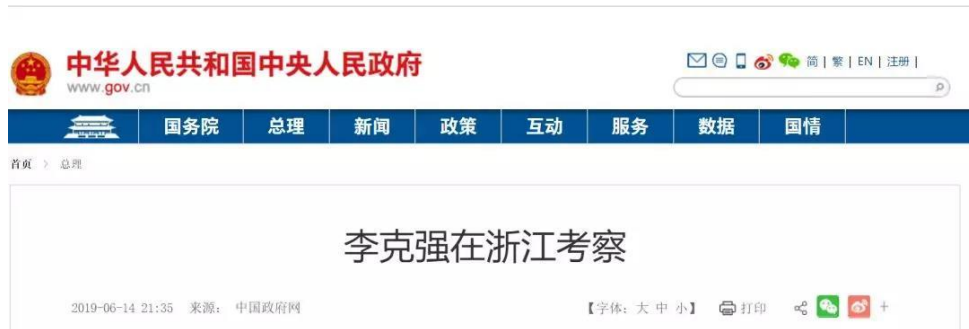 中华人民共和国中央人民政府
www.gov.cn
简 | 繁 | EN | 注册 |
国务院 总理 新闻 政策 互动 服务 数据 国情
首页 > 总理
李克强在浙江考察
2019-06-14 21:35 来源： 中国政府网 【字体：大 中 小】 打印 +